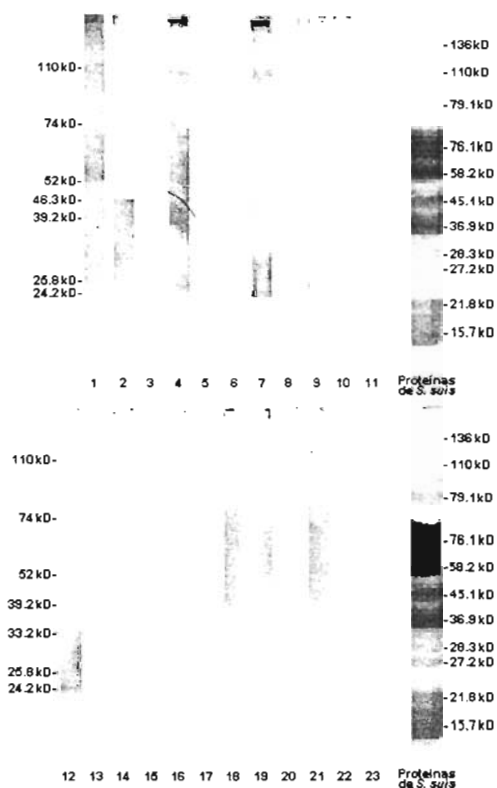 110kD-
74kD-
52kD-
46.3kD-
39.2kD-
25.8kD-
24.2kD-
-136kD
-110kD
-79.1kD
-76.1kD
-58.2kD
-45.1kD
-36.9kD
-28.3kD
-27.2kD
-21.8kD
-15.7kD
1 2 3 4 5 6 7 8 9 10 11 Proteínas
de S. suis
110kD-
74kD-
52kD-
39.2kD-
33.2kD-
25.8kD-
24.2kD-
-136kD
-110kD
-79.1kD
-76.1kD
-58.2kD
-45.1kD
-36.9kD
-28.3kD
-27.2kD
-21.8kD
-15.7kD
12 13 14 15 16 17 18 19 20 21 22 23 Proteínas
de S. suis